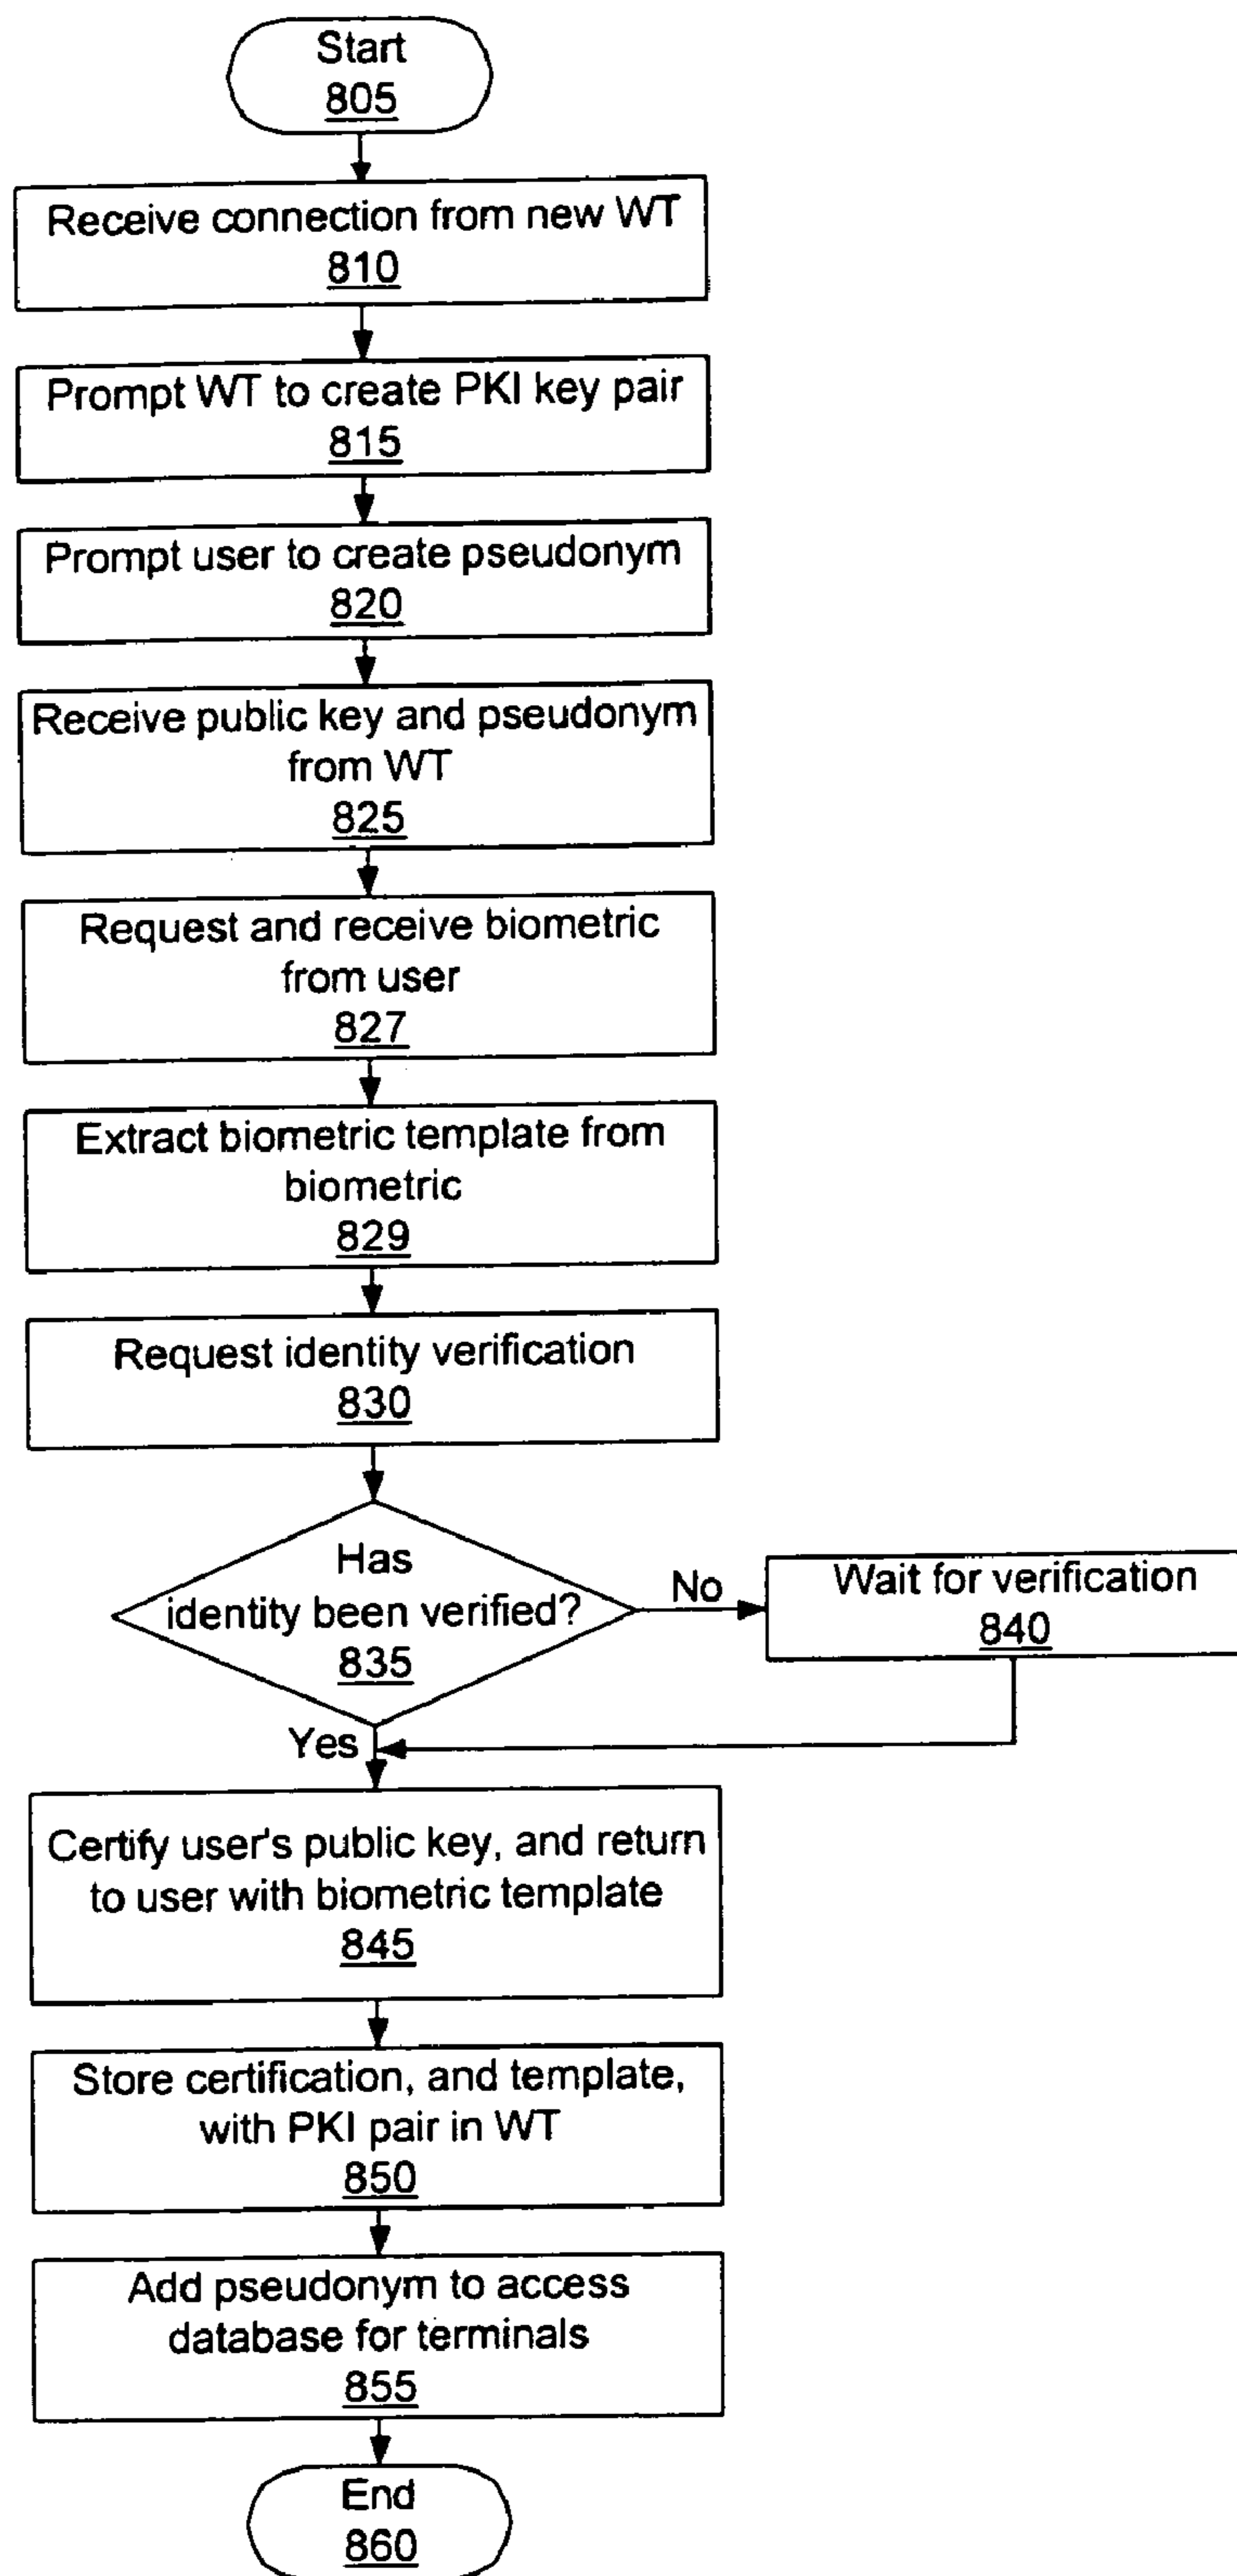 Start
805
Receive connection from new WT
810
Prompt WT to create PKI key pair
815
Prompt user to create pseudonym
820
Receive public key and pseudonym
from WT
825
Request and receive biometric
from user
827
Extract biometric template from
biometric
829
Request identity verification
830
Has
identity been verified?
835
No
Wait for verification
840
Yes
Certify user's public key, and return
to user with biometric template
845
Store certification, and template,
with PKI pair in WT
850
Add pseudonym to access
database for terminals
855
End
860